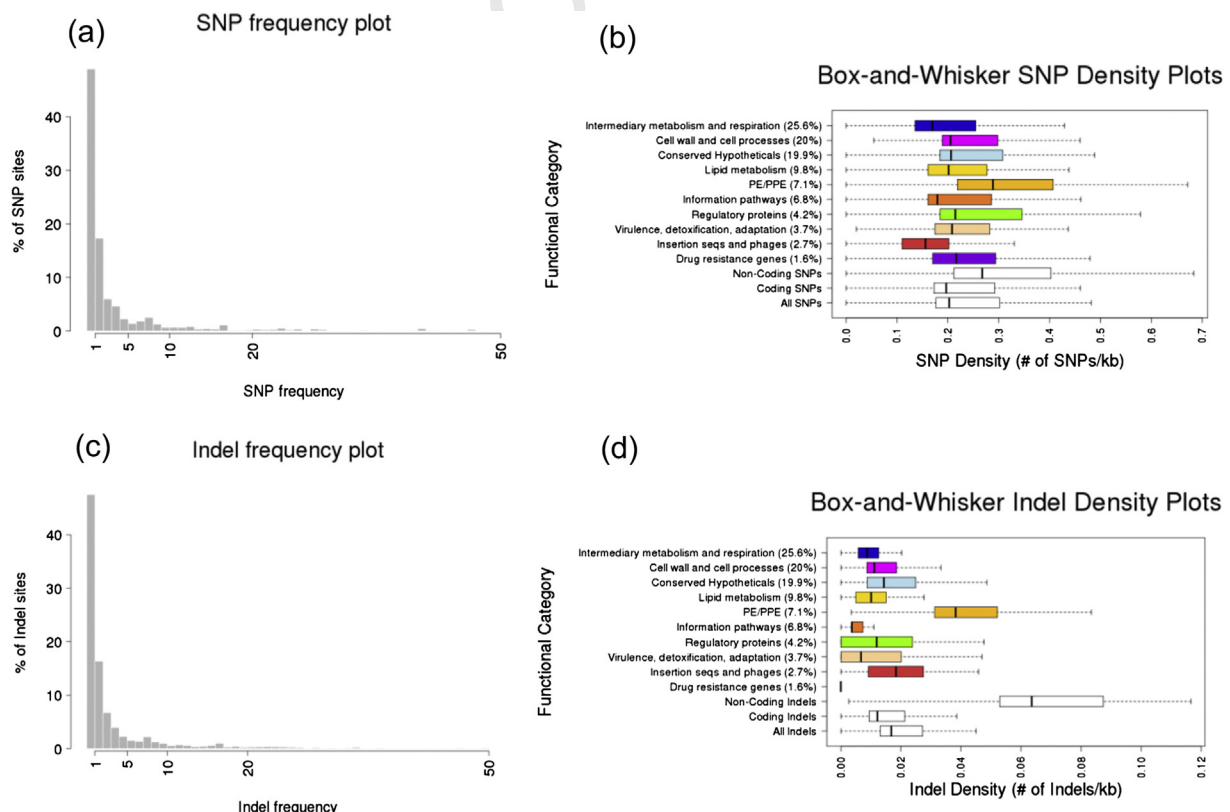 (a)
SNP frequency plot
% of SNP sites
40
30
20
10
0
1 5 10 20 50
SNP frequency
(b)
Box-and-Whisker SNP Density Plots
Functional Category
Intermediary metabolism and respiration (25.6%)
Cell wall and cell processes (20%)
Conserved Hypotheticals (19.9%)
Lipid metabolism (9.8%)
PE/PPE (7.1%)
Information pathways (6.8%)
Regulatory proteins (4.2%)
Virulence, detoxification, adaptation (3.7%)
Insertion seqs and phages (2.7%)
Drug resistance genes (1.6%)
Non-Coding SNPs
Coding SNPs
All SNPs
0.0 0.1 0.2 0.3 0.4 0.5 0.6 0.7
SNP Density (# of SNPs/kb)
(c)
Indel frequency plot
% of Indel sites
40
30
20
10
0
1 5 10 20 50
Indel frequency
(d)
Box-and-Whisker Indel Density Plots
Functional Category
Intermediary metabolism and respiration (25.6%)
Cell wall and cell processes (20%)
Conserved Hypotheticals (19.9%)
Lipid metabolism (9.8%)
PE/PPE (7.1%)
Information pathways (6.8%)
Regulatory proteins (4.2%)
Virulence, detoxification, adaptation (3.7%)
Insertion seqs and phages (2.7%)
Drug resistance genes (1.6%)
Non-Coding Indels
Coding Indels
All Indels
0.00 0.02 0.04 0.06 0.08 0.10 0.12
Indel Density (# of Indels/kb)